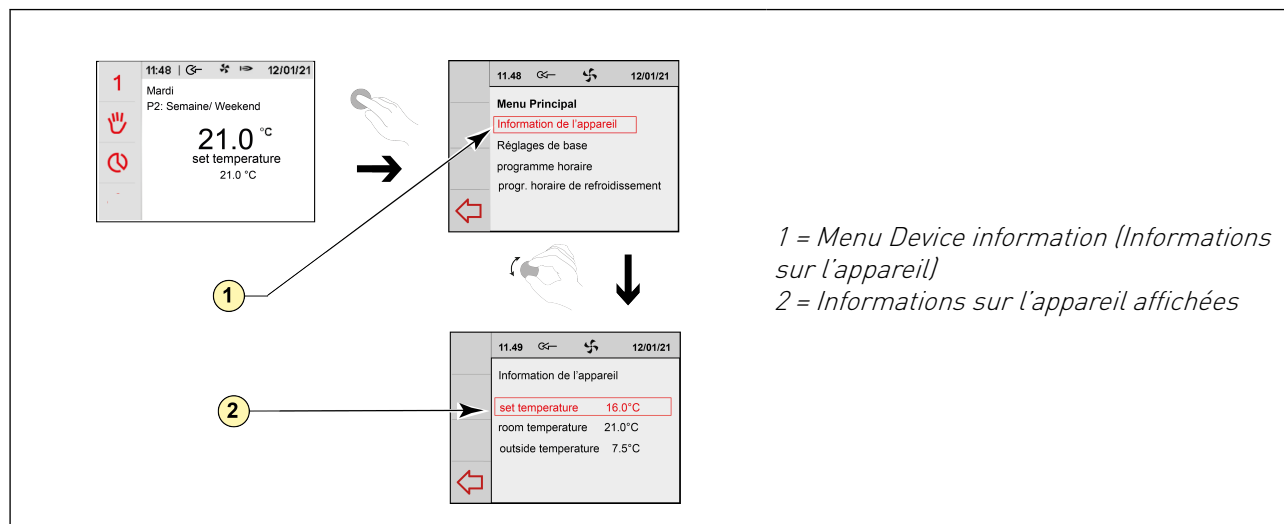 1
11:48 | 12/01/21
Mardi
P2: Semaine/ Weekend
21.0 °C
set temperature
21.0 °C
11.48 12/01/21
Menu Principal
Information de l'appareil
Réglages de base
programme horaire
progr. horaire de refroidissement
1
11.49 12/01/21
Information de l'appareil
set temperature 16.0°C
room temperature 21.0°C
outside temperature 7.5°C
2
1 = Menu Device information (Informations
sur l'appareil)
2 = Informations sur l'appareil affichées